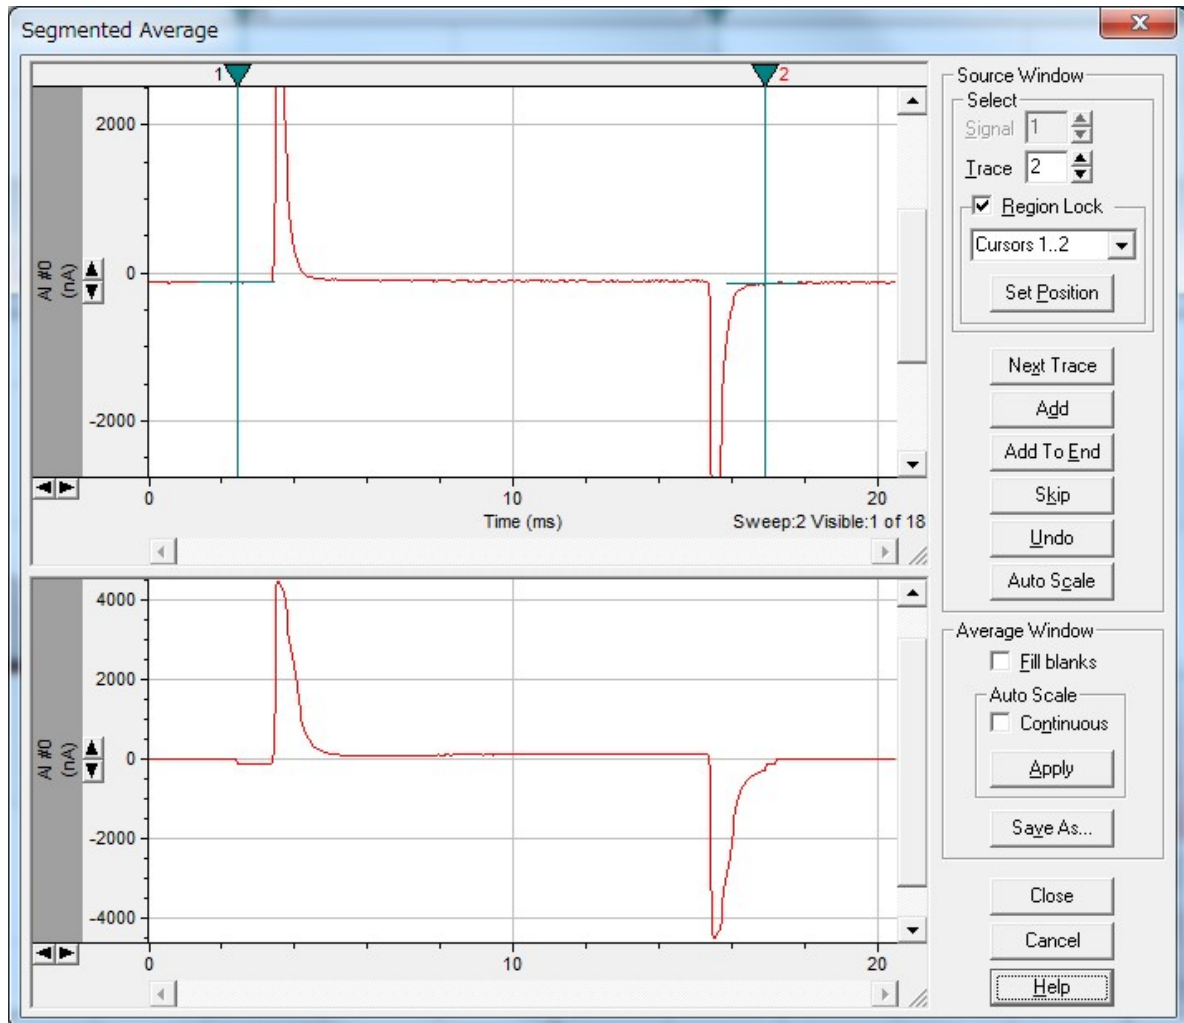 Segmented Average
1
2
2000
0
-2000
AI #0
(nA)
0
10
20
Time (ms)
Sweep:2 Visible:1 of 18
4000
2000
0
-2000
-4000
AI #0
(nA)
0
10
20
Source Window
Select
Signal 1
Trace 2
Region Lock
Cursors 1..2
Set Position
Next Trace
Add
Add To End
Skip
Undo
Auto Scale
Average Window
Fill blanks
Auto Scale
Continuous
Apply
Save As...
Close
Cancel
Help